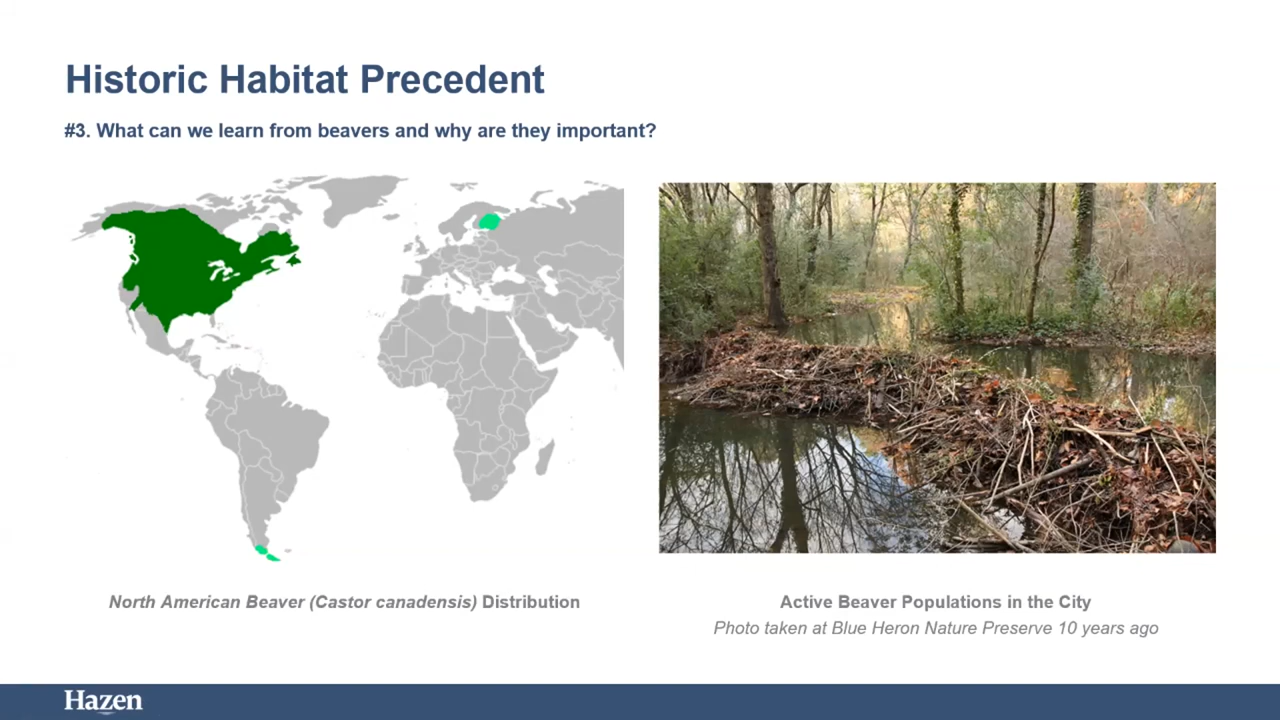 Historic Habitat Precedent
#3. What can we learn from beavers and why are they important?
North American Beaver (Castor canadensis) Distribution
Active Beaver Populations in the City
Photo taken at Blue Heron Nature Preserve 10 years ago
Hazen